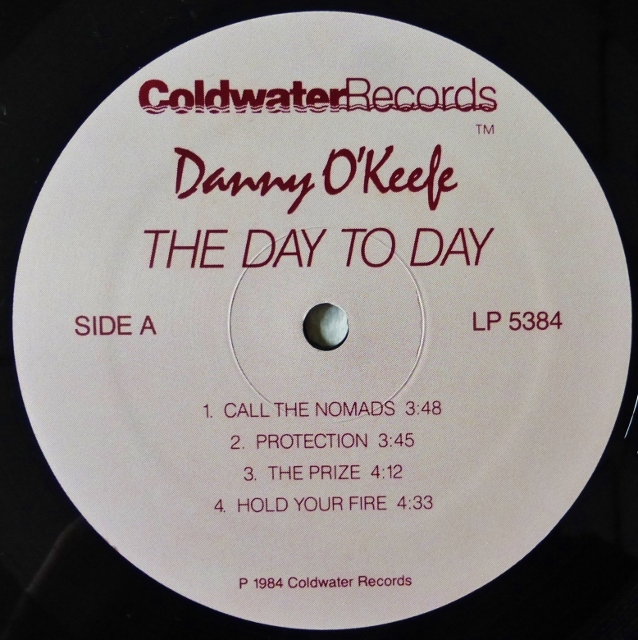 ColdwaterRecords
TM
Danny O'Keefe
THE DAY TO DAY
SIDE A LP 5384
1. CALL THE NOMADS 3:48
2. PROTECTION 3:45
3. THE PRIZE 4:12
4. HOLD YOUR FIRE 4:33
P 1984 Coldwater Records